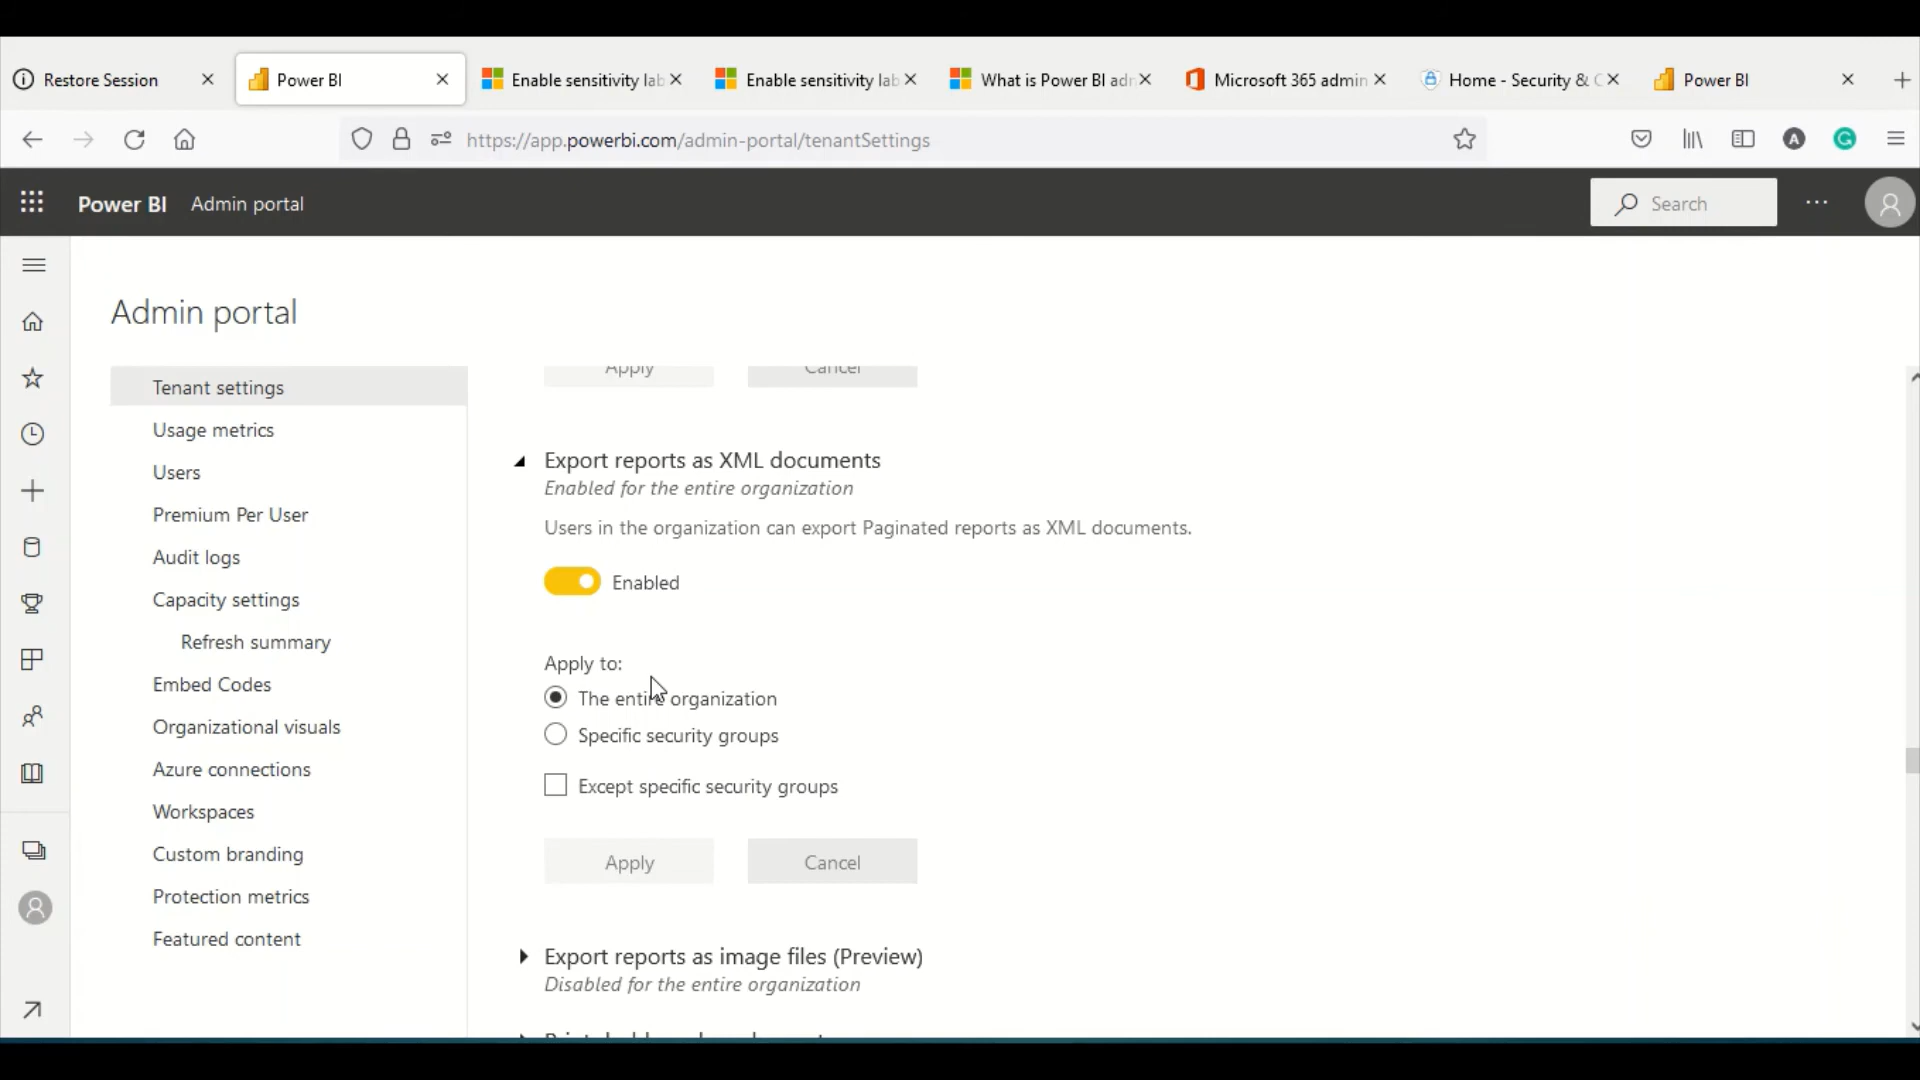 Restore Session
Power BI
Enable sensitivity lab
Enable sensitivity lab
What is Power BI adm
Microsoft 365 admin
Home - Security & C
Power BI
https://app.powerbi.com/admin-portal/tenantSettings
A
G
Power BI Admin portal
Search
Admin portal
Tenant settings
Usage metrics
Users
Premium Per User
Audit logs
Capacity settings
Refresh summary
Embed Codes
Organizational visuals
Azure connections
Workspaces
Custom branding
Protection metrics
Featured content
Apply Cancel
Export reports as XML documents
Enabled for the entire organization
Users in the organization can export Paginated reports as XML documents.
Enabled
Apply to:
The entire organization
Specific security groups
Except specific security groups
Apply Cancel
Export reports as image files (Preview)
Disabled for the entire organization